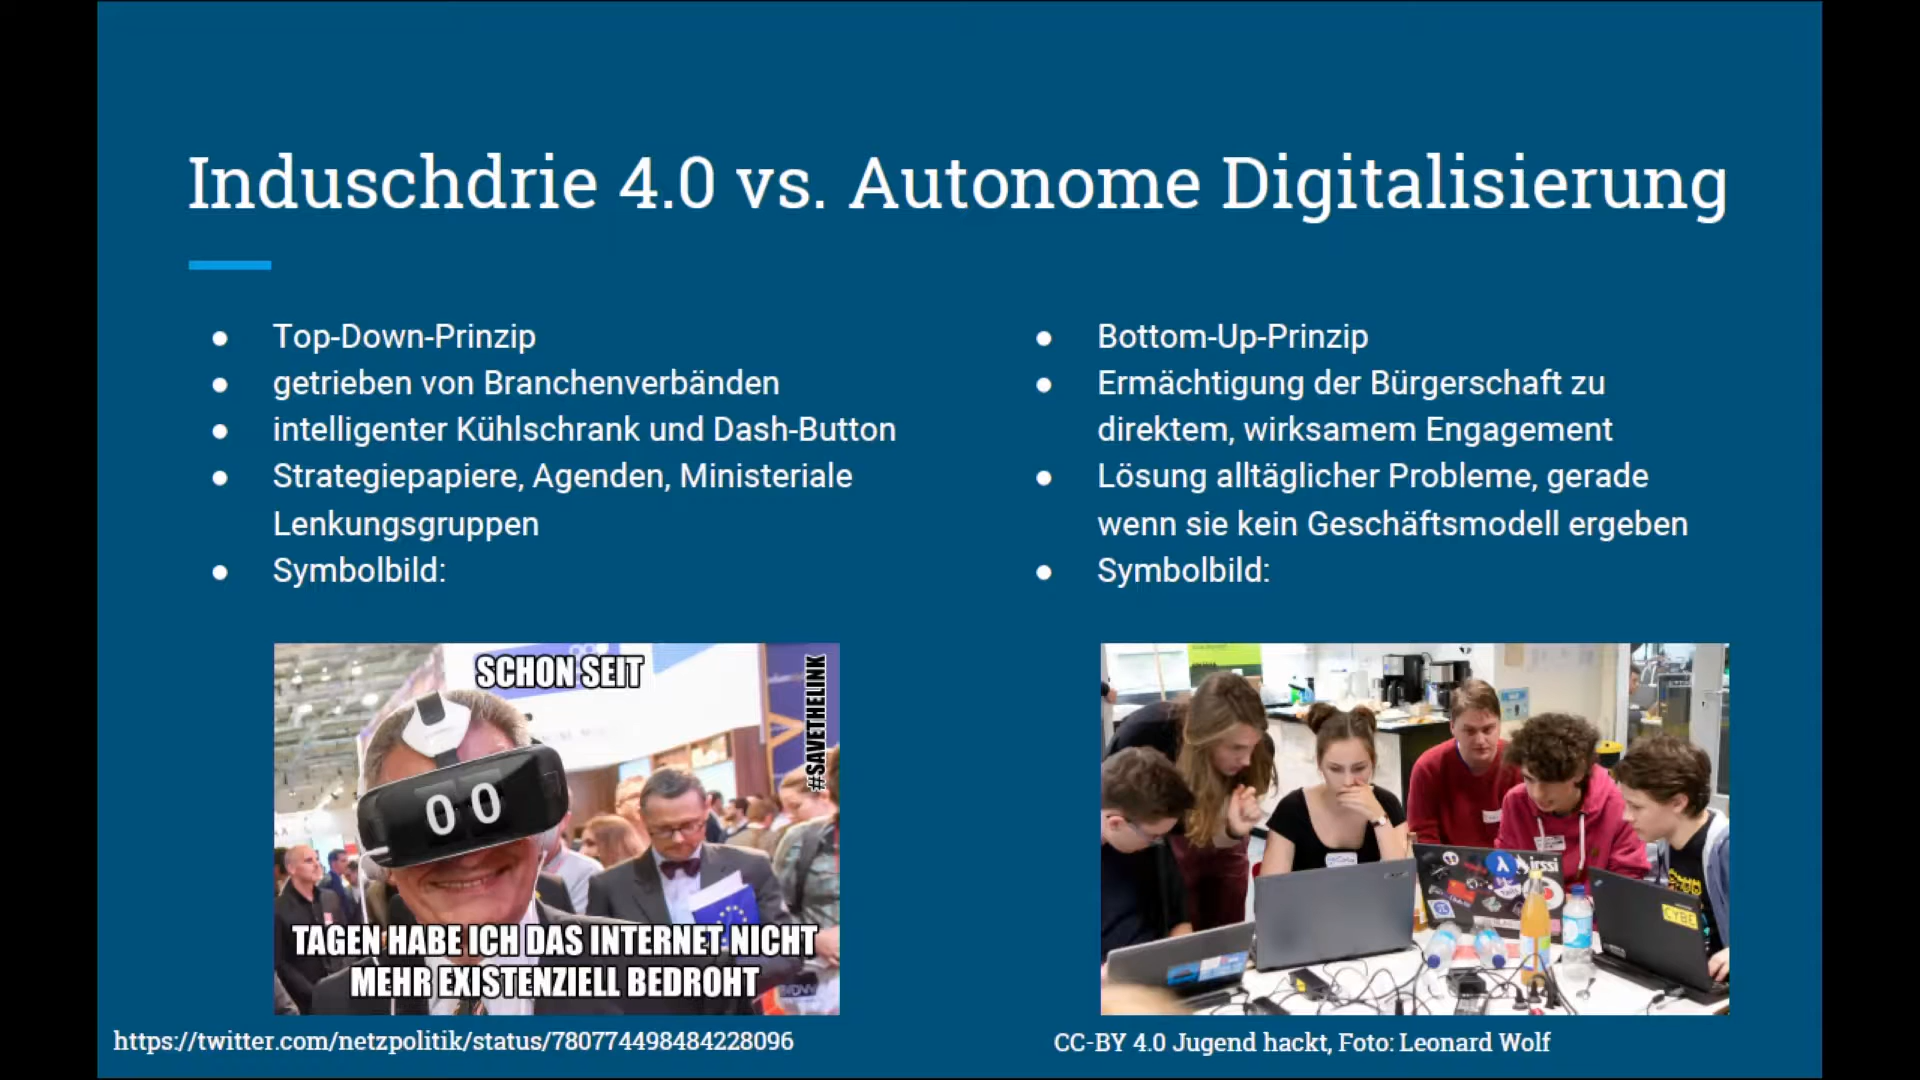 Induschdrie 4.0 vs. Autonome Digitalisierung
● Top-Down-Prinzip
● getrieben von Branchenverbänden
● intelligenter Kühlschrank und Dash-Button
● Strategiepapiere, Agenden, Ministeriale
Lenkungsgruppen
● Symbolbild:
SCHON SEIT
#SAVETHELINK
00
TAGEN HABE ICH DAS INTERNET NICHT
MEHR EXISTENZIELL BEDROHT
https://twitter.com/netzpolitik/status/780774498484228096
● Bottom-Up-Prinzip
● Ermächtigung der Bürgerschaft zu
direktem, wirksamem Engagement
● Lösung alltäglicher Probleme, gerade
wenn sie kein Geschäftsmodell ergeben
● Symbolbild:
irssi
CYBE
CC-BY 4.0 Jugend hackt, Foto: Leonard Wolf